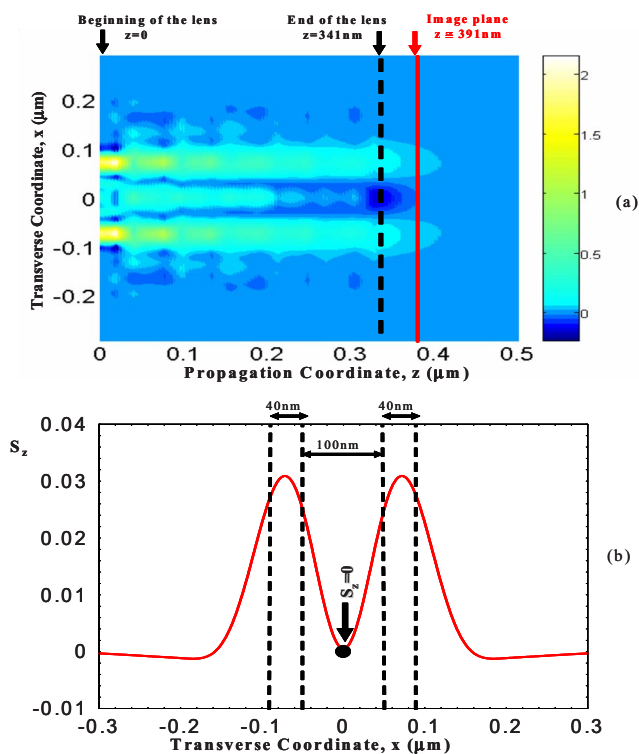 Beginning of the lens
z=0
End of the lens
z=341nm
Image plane
z ≅ 391nm
Transverse Coordinate, x (μm)
0.2
0.1
0
-0.1
-0.2
0
0.1
0.2
0.3
0.4
0.5
Propagation Coordinate, z (μm)
2
1.5
1
0.5
0
(a)
40nm
40nm
100nm
Sz
0.04
0.03
0.02
0.01
0
-0.01
Sz=0
(b)
-0.3
-0.2
-0.1
0
0.1
0.2
0.3
Transverse Coordinate, x (μm)